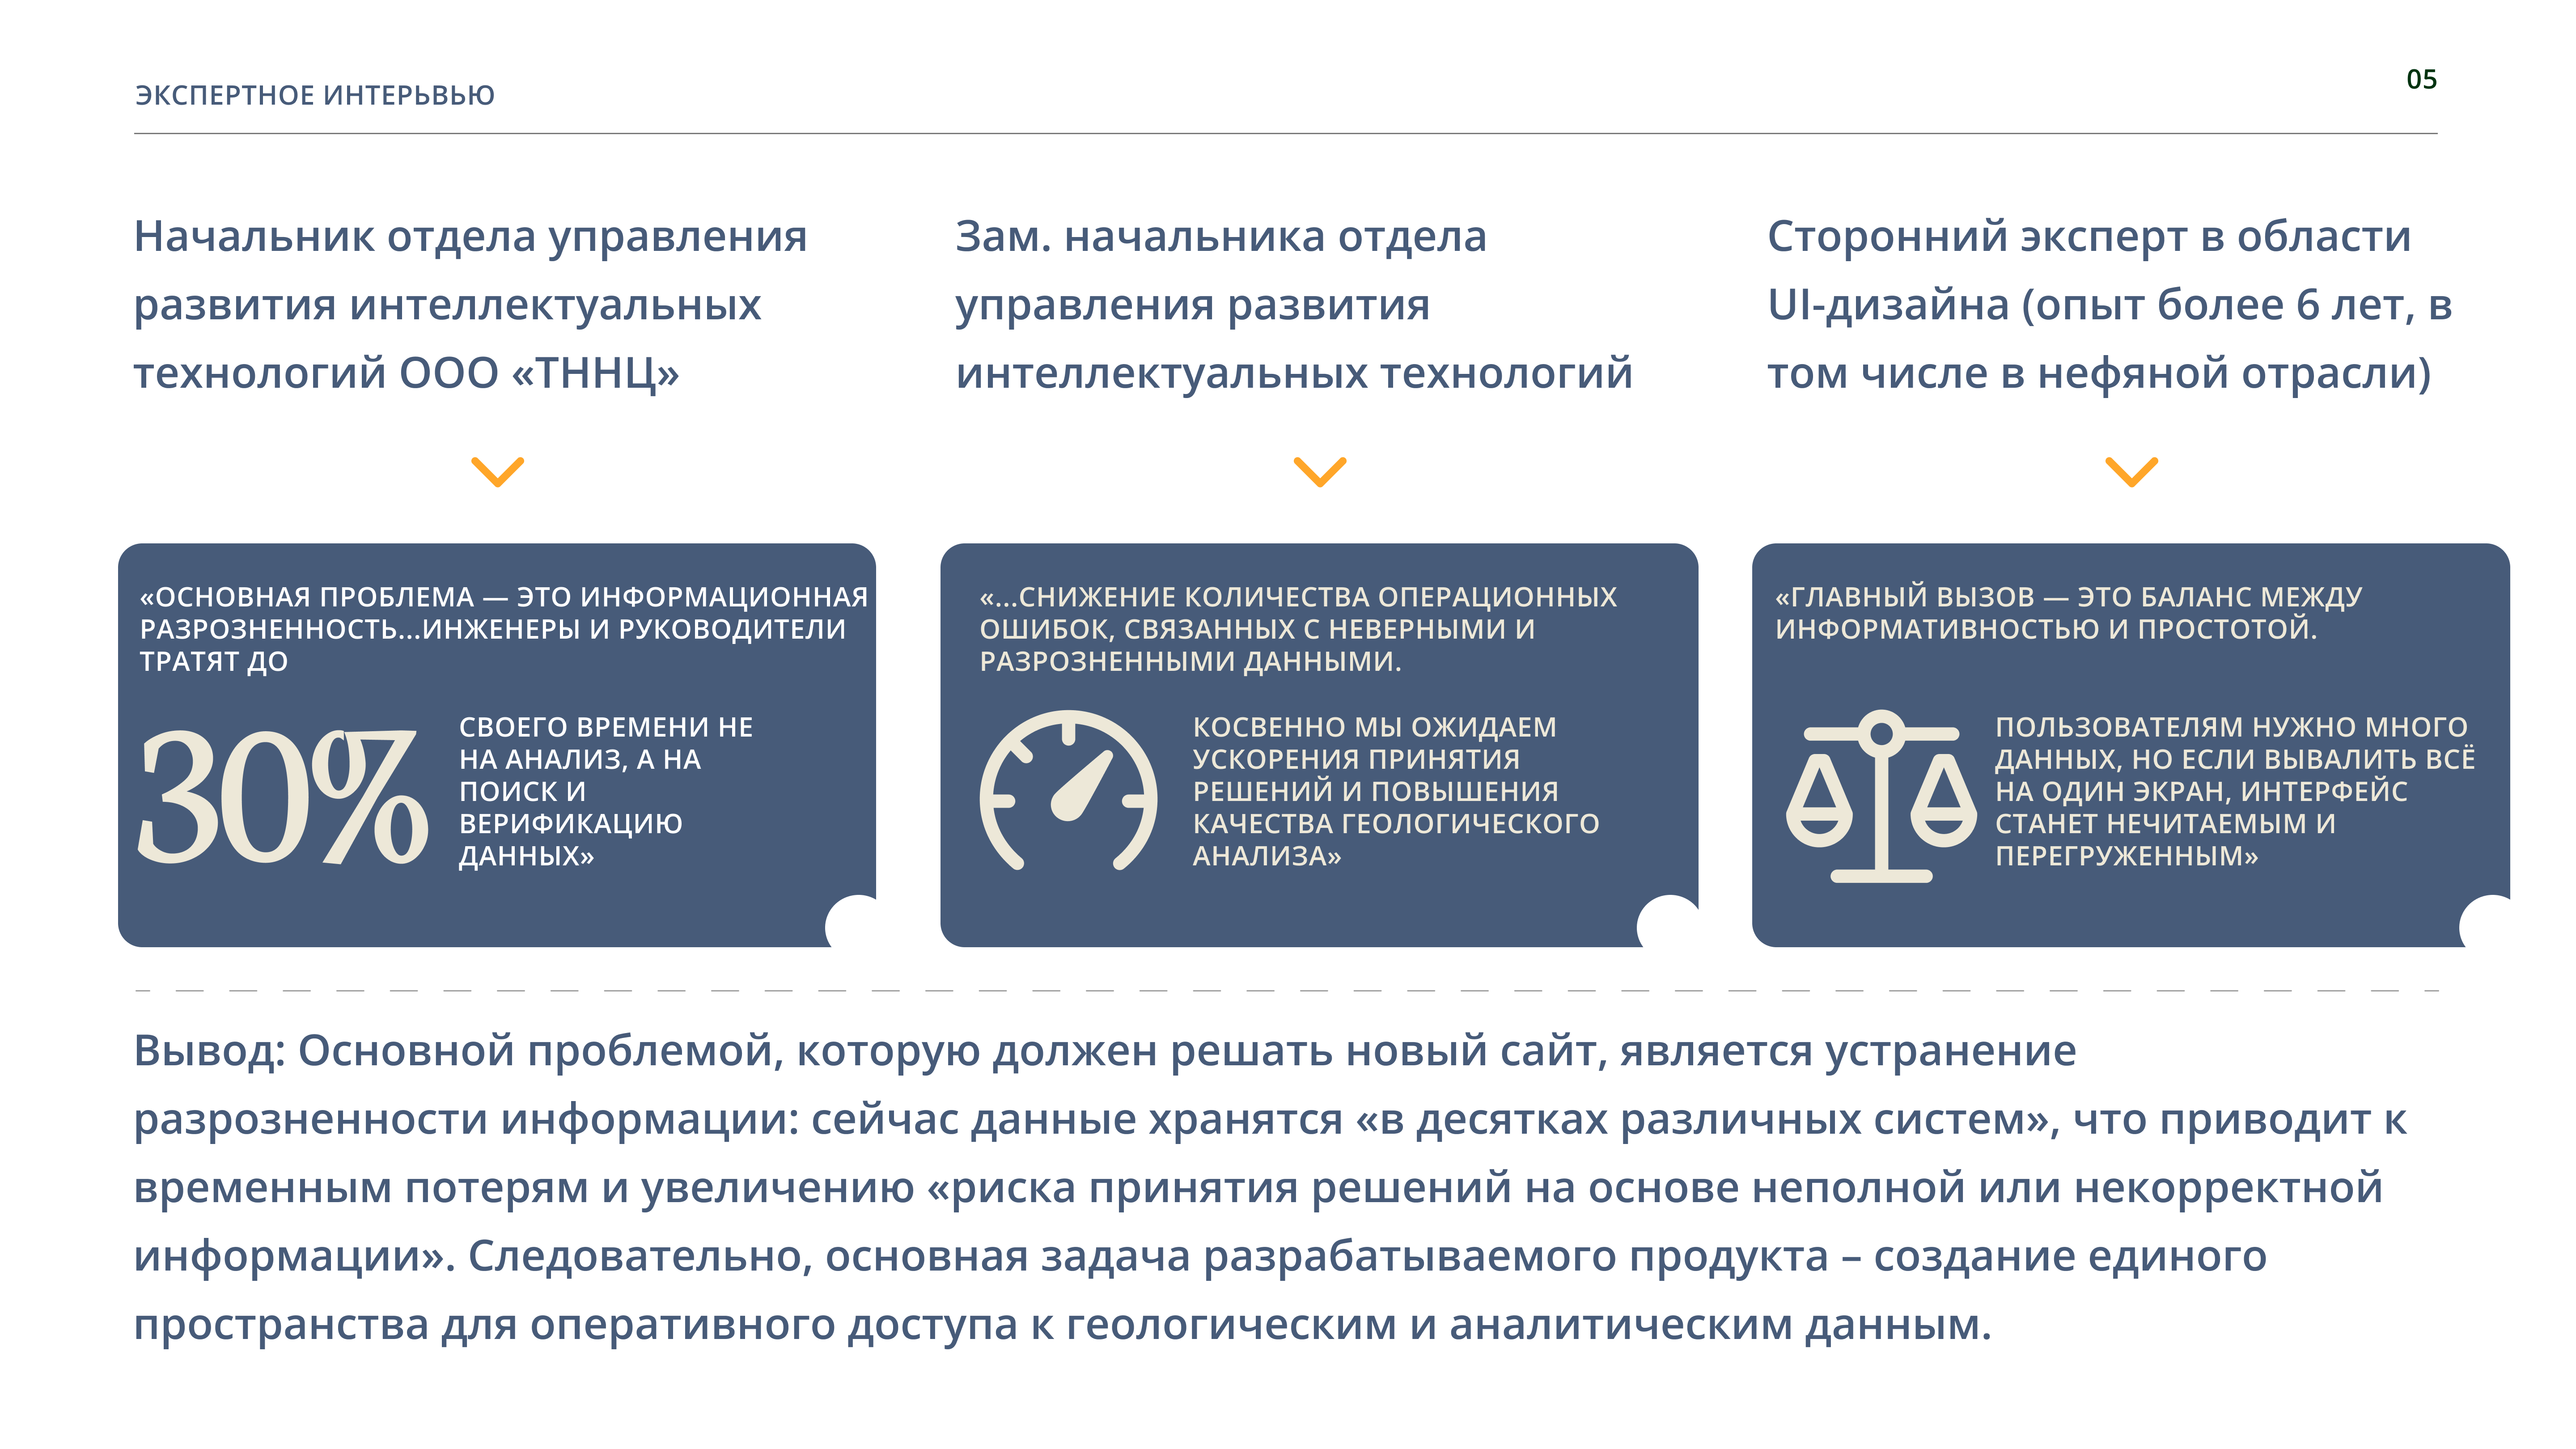 ЭКСПЕРТНОЕ ИНТЕРЬВЬЮ
05
Начальник отдела управления
развития интеллектуальных
технологий ООО «ТННЦ»
Зам. начальника отдела
управления развития
интеллектуальных технологий
Сторонний эксперт в области
UI-дизайна (опыт более 6 лет, в
том числе в нефяной отрасли)
«ОСНОВНАЯ ПРОБЛЕМА — ЭТО ИНФОРМАЦИОННАЯ
РАЗРОЗНЕННОСТЬ...ИНЖЕНЕРЫ И РУКОВОДИТЕЛИ
ТРАТЯТ ДО
30%
СВОЕГО ВРЕМЕНИ НЕ
НА АНАЛИЗ, А НА
ПОИСК И
ВЕРИФИКАЦИЮ
ДАННЫХ»
«...СНИЖЕНИЕ КОЛИЧЕСТВА ОПЕРАЦИОННЫХ
ОШИБОК, СВЯЗАННЫХ С НЕВЕРНЫМИ И
РАЗРОЗНЕННЫМИ ДАННЫМИ.
КОСВЕННО МЫ ОЖИДАЕМ
УСКОРЕНИЯ ПРИНЯТИЯ
РЕШЕНИЙ И ПОВЫШЕНИЯ
КАЧЕСТВА ГЕОЛОГИЧЕСКОГО
АНАЛИЗА»
«ГЛАВНЫЙ ВЫЗОВ — ЭТО БАЛАНС МЕЖДУ
ИНФОРМАТИВНОСТЬЮ И ПРОСТОТОЙ.
ПОЛЬЗОВАТЕЛЯМ НУЖНО МНОГО
ДАННЫХ, НО ЕСЛИ ВЫВАЛИТЬ ВСЁ
НА ОДИН ЭКРАН, ИНТЕРФЕЙС
СТАНЕТ НЕЧИТАЕМЫМ И
ПЕРЕГРУЖЕННЫМ»
Вывод: Основной проблемой, которую должен решать новый сайт, является устранение
разрозненности информации: сейчас данные хранятся «в десятках различных систем», что приводит к
временным потерям и увеличению «риска принятия решений на основе неполной или некорректной
информации». Следовательно, основная задача разрабатываемого продукта – создание единого
пространства для оперативного доступа к геологическим и аналитическим данным.